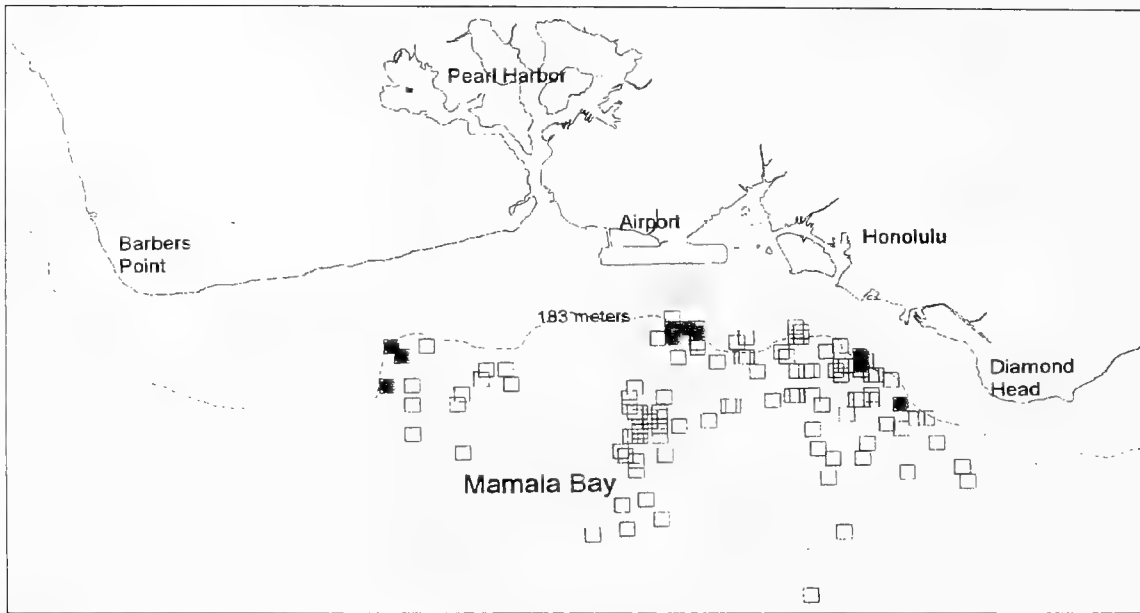 Pearl Harbor
Airport
Honolulu
Barbers
Point
183 meters
Diamond
Head
Mamala Bay